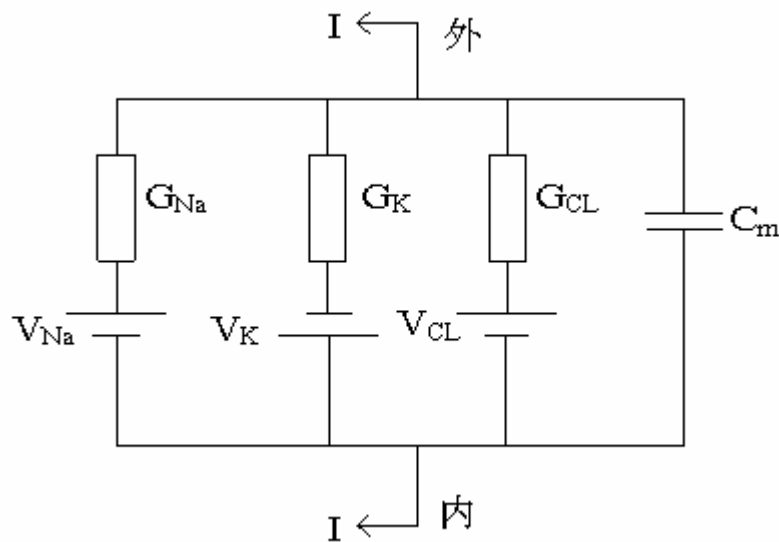 I 外
G_Na G_K G_CL C_m
V_Na V_K V_CL
I 内